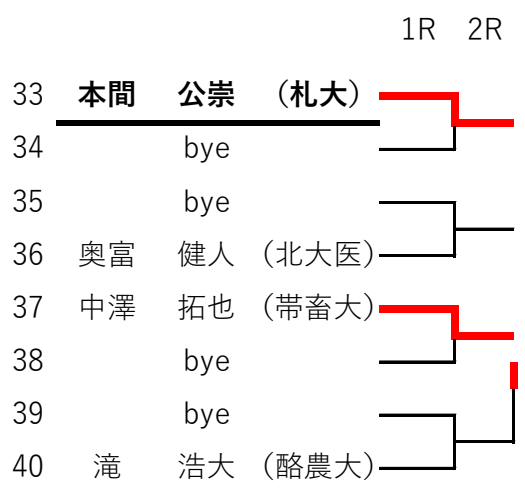 1R 2R
33 本間 公崇 （札大）
34 bye
35 bye
36 奥富 健人 （北大医）
37 中澤 拓也 （帯畜大）
38 bye
39 bye
40 滝 浩大 （酪農大）